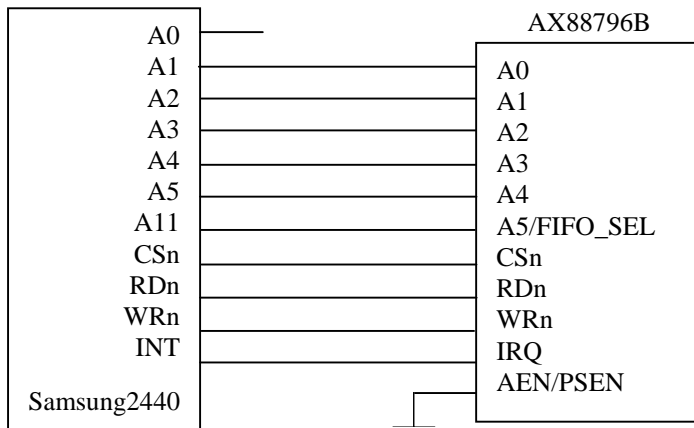 AX88796B
A0
A1
A2
A3
A4
A5
A11
CSn
RDn
WRn
INT
Samsung2440
A0
A1
A2
A3
A4
A5/FIFO_SEL
CSn
RDn
WRn
IRQ
AEN/PSEN